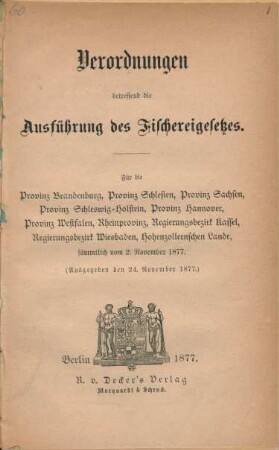 60
1
Verordnungen
betreffend die
Ausführung des Fischereigesetzes.
Für die
Provinz Brandenburg, Provinz Schlesien, Provinz Sachsen,
Provinz Schleswig-Holstein, Provinz Hannover,
Provinz Westfalen, Rheinprovinz, Regierungsbezirk Kassel,
Regierungsbezirk Wiesbaden, Hohenzollernschen Lande,
sämmtlich vom 2. November 1877.
(Ausgegeben den 24. November 1877.)
Berlin 1877.
R. v. Decker's Verlag
Marquardt & Schenck.